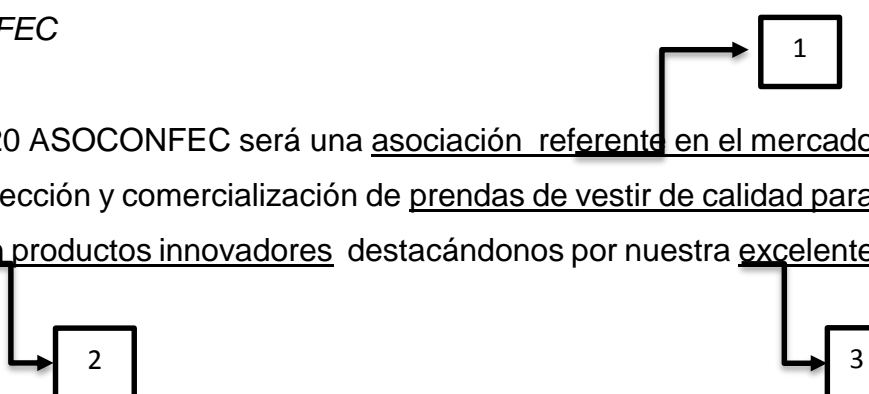 FEC
1
20 ASOCONFEC será una asociación referente en el mercado
ección y comercialización de prendas de vestir de calidad para
productos innovadores destacándonos por nuestra excelente
2
3